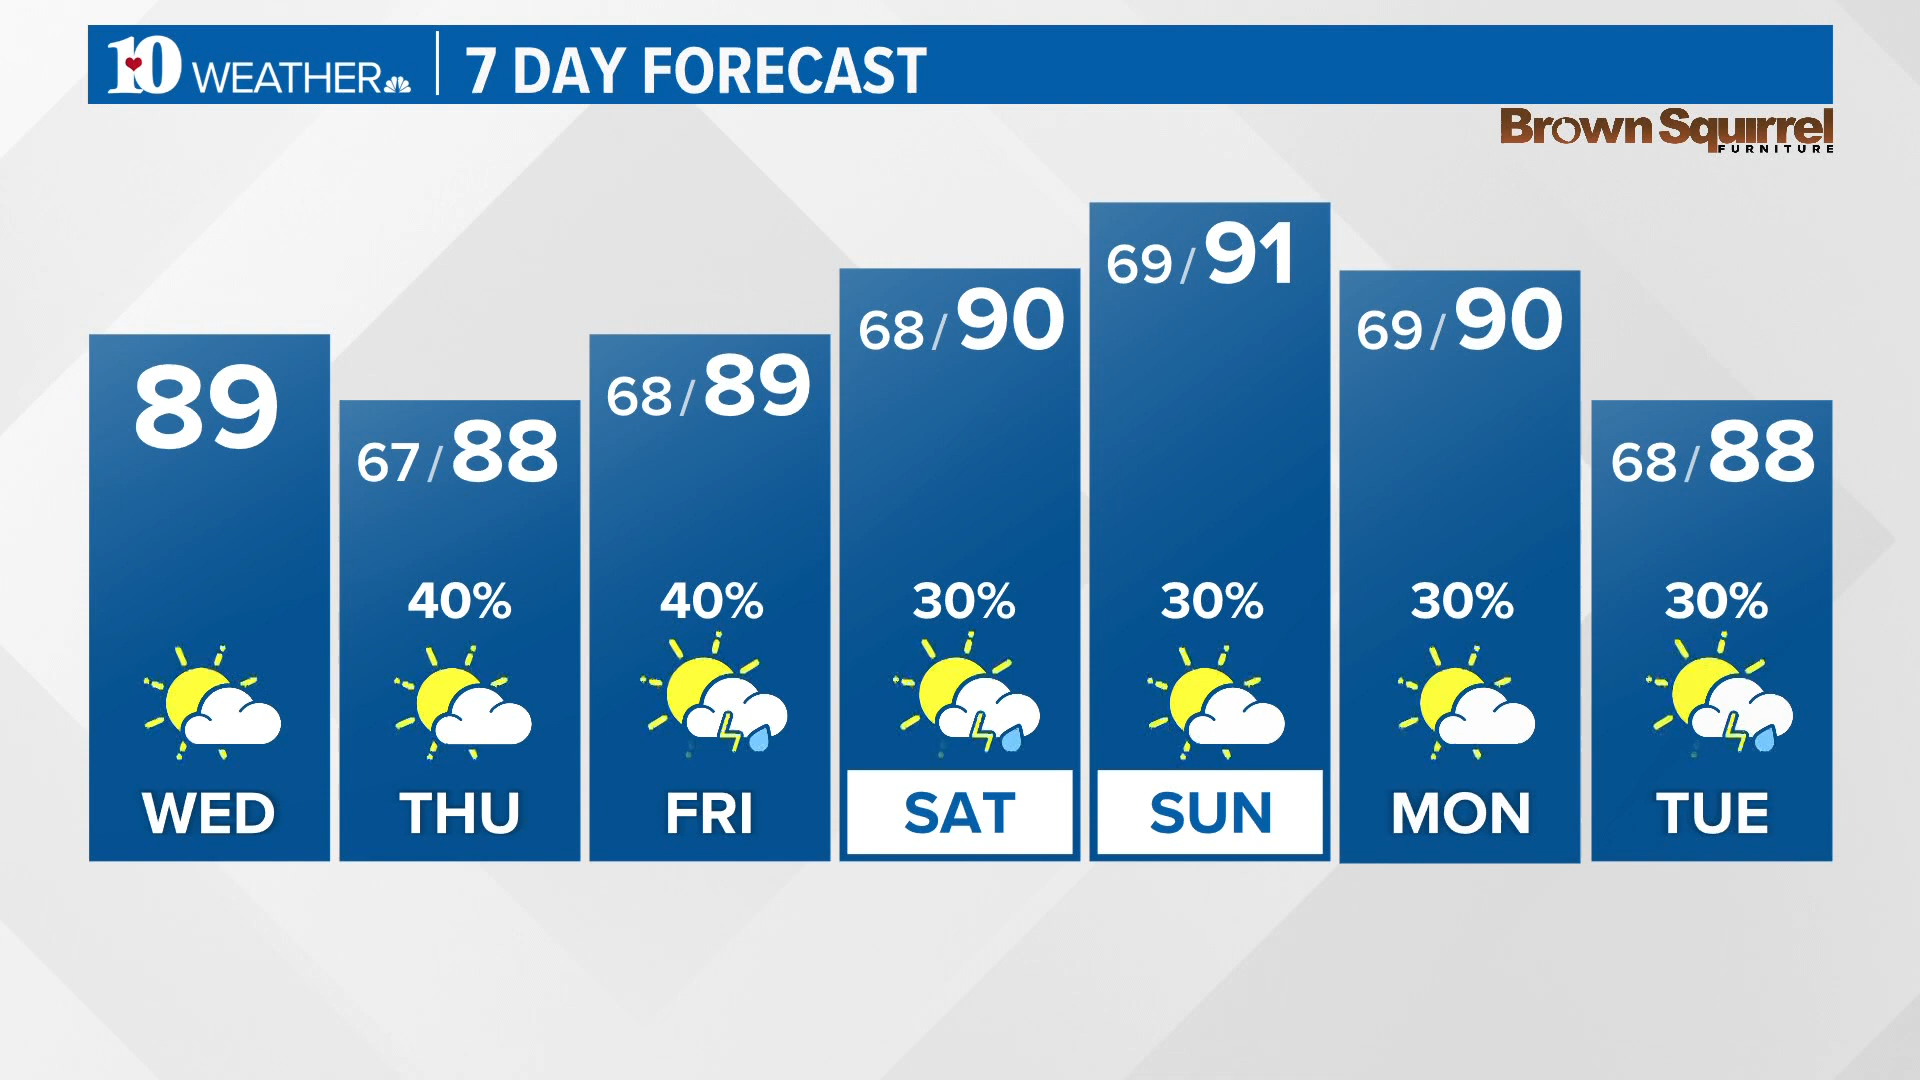 10 WEATHER 7 DAY FORECAST
Brown Squirrel
FURNITURE
89
WED
67/88
40%
THU
68/89
40%
FRI
68/90
30%
SAT
69/91
30%
SUN
69/90
30%
MON
68/88
30%
TUE